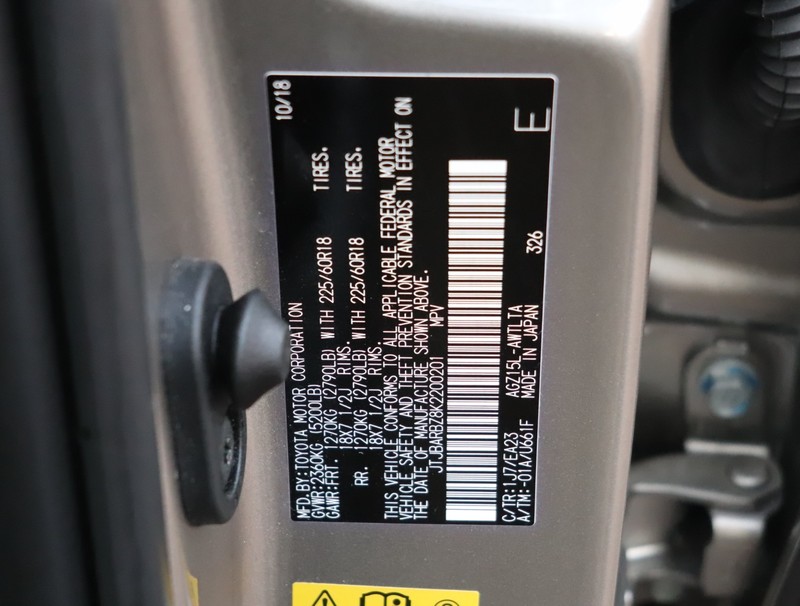 10/18
MFD.BY:TOYOTA MOTOR CORPORATION
GVWR:2360KG (5200LB)
GAWR:FRT. 1270KG (2790LB) WITH 225/60R18 TIRES.
18X7 1/2J RIMS.
RR. 1270KG (2790LB) WITH 225/60R18 TIRES.
18X7 1/2J RIMS.
THIS VEHICLE CONFORMS TO ALL APPLICABLE FEDERAL MOTOR
VEHICLE SAFETY AND THEFT PREVENTION STANDARDS IN EFFECT ON
THE DATE OF MANUFACTURE SHOWN ABOVE.
JTJBARBZ8K2200201 MPV
C/TR:1J7/EA23 AGZ15L-AWTLTA
A/TM:-01A/U661F MADE IN JAPAN 326
E